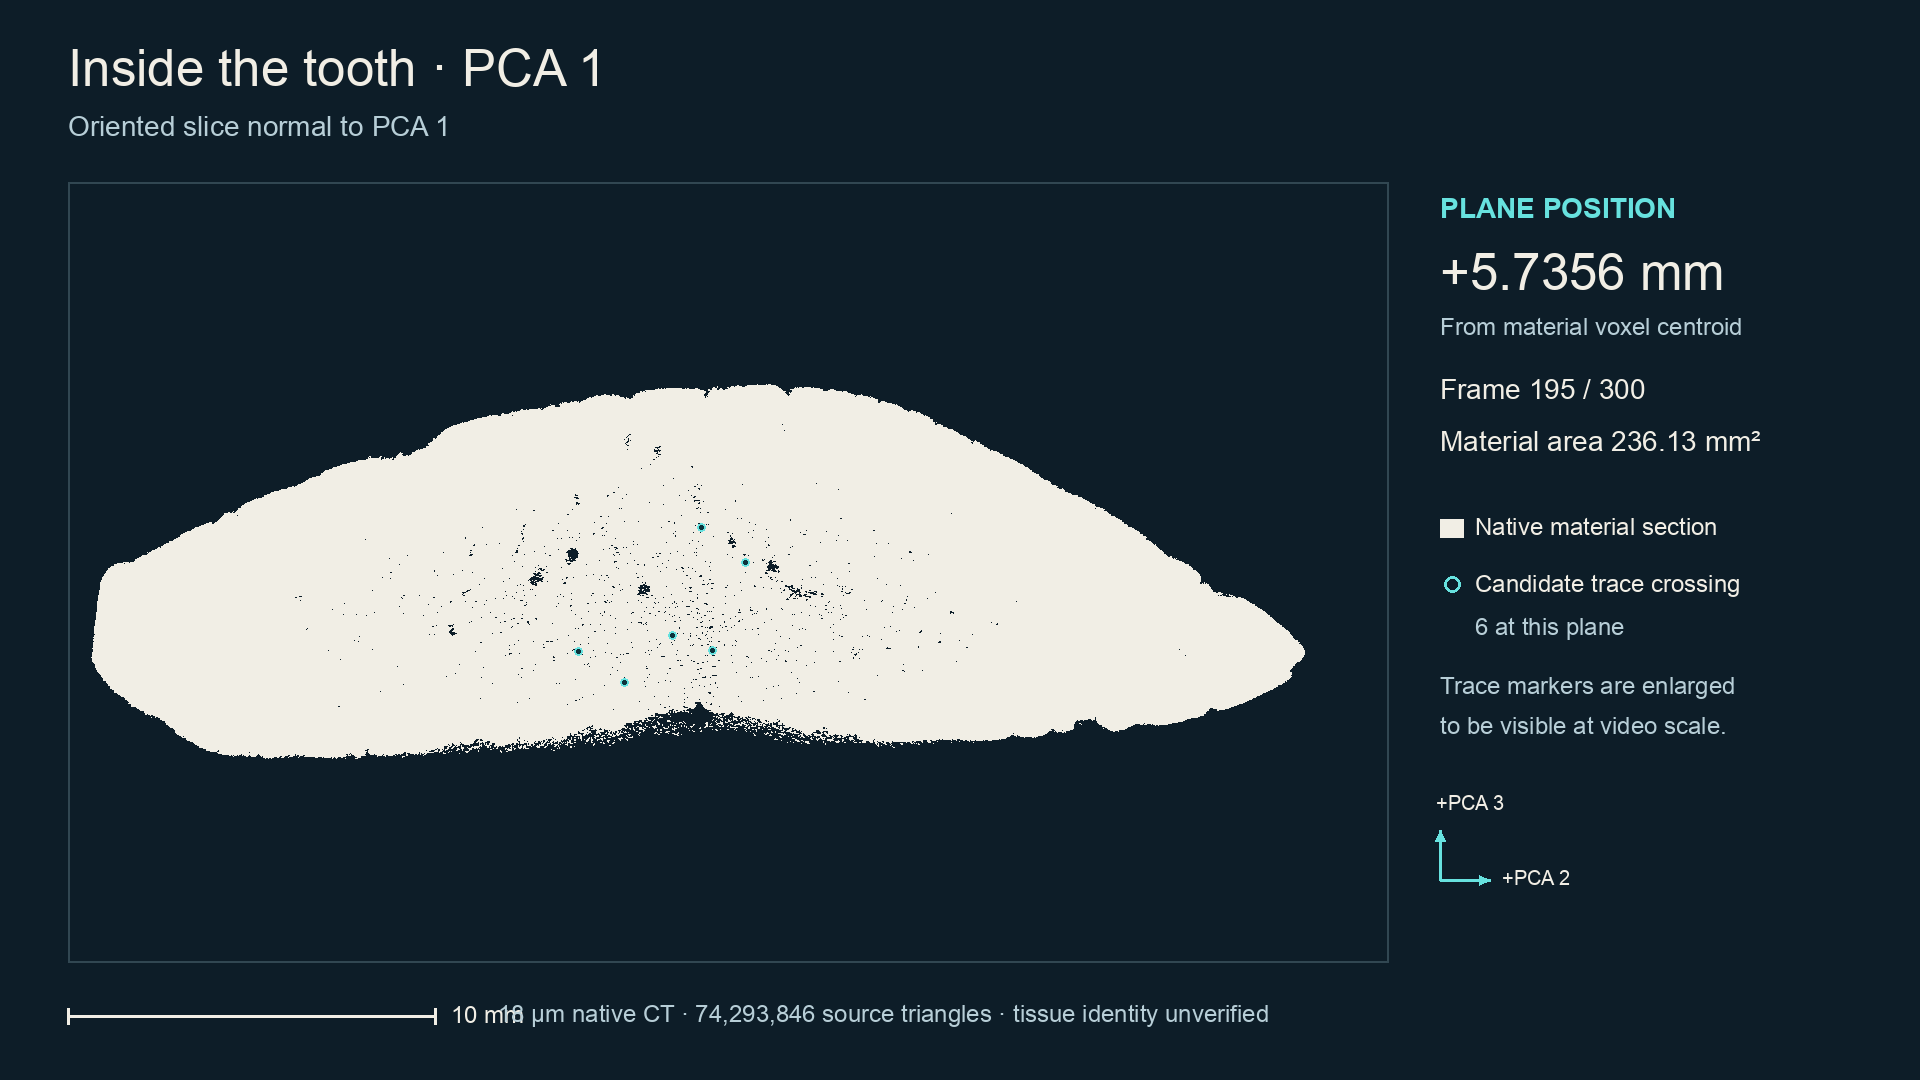 Inside the tooth · PCA 1
Oriented slice normal to PCA 1
PLANE POSITION
+5.7356 mm
From material voxel centroid
Frame 195 / 300
Material area 236.13 mm²
Native material section
Candidate trace crossing
6 at this plane
Trace markers are enlarged
to be visible at video scale.
+PCA 3
+PCA 2
10 mm
µm native CT · 74,293,846 source triangles · tissue identity unverified